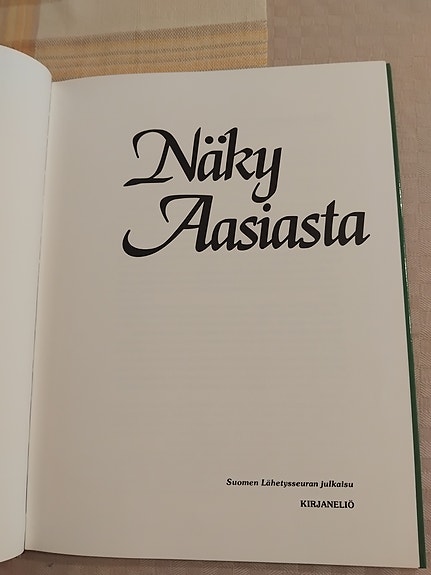 Näky
Aasiasta
Suomen Lähetysseuran julkaisu
KIRJANELIÖ